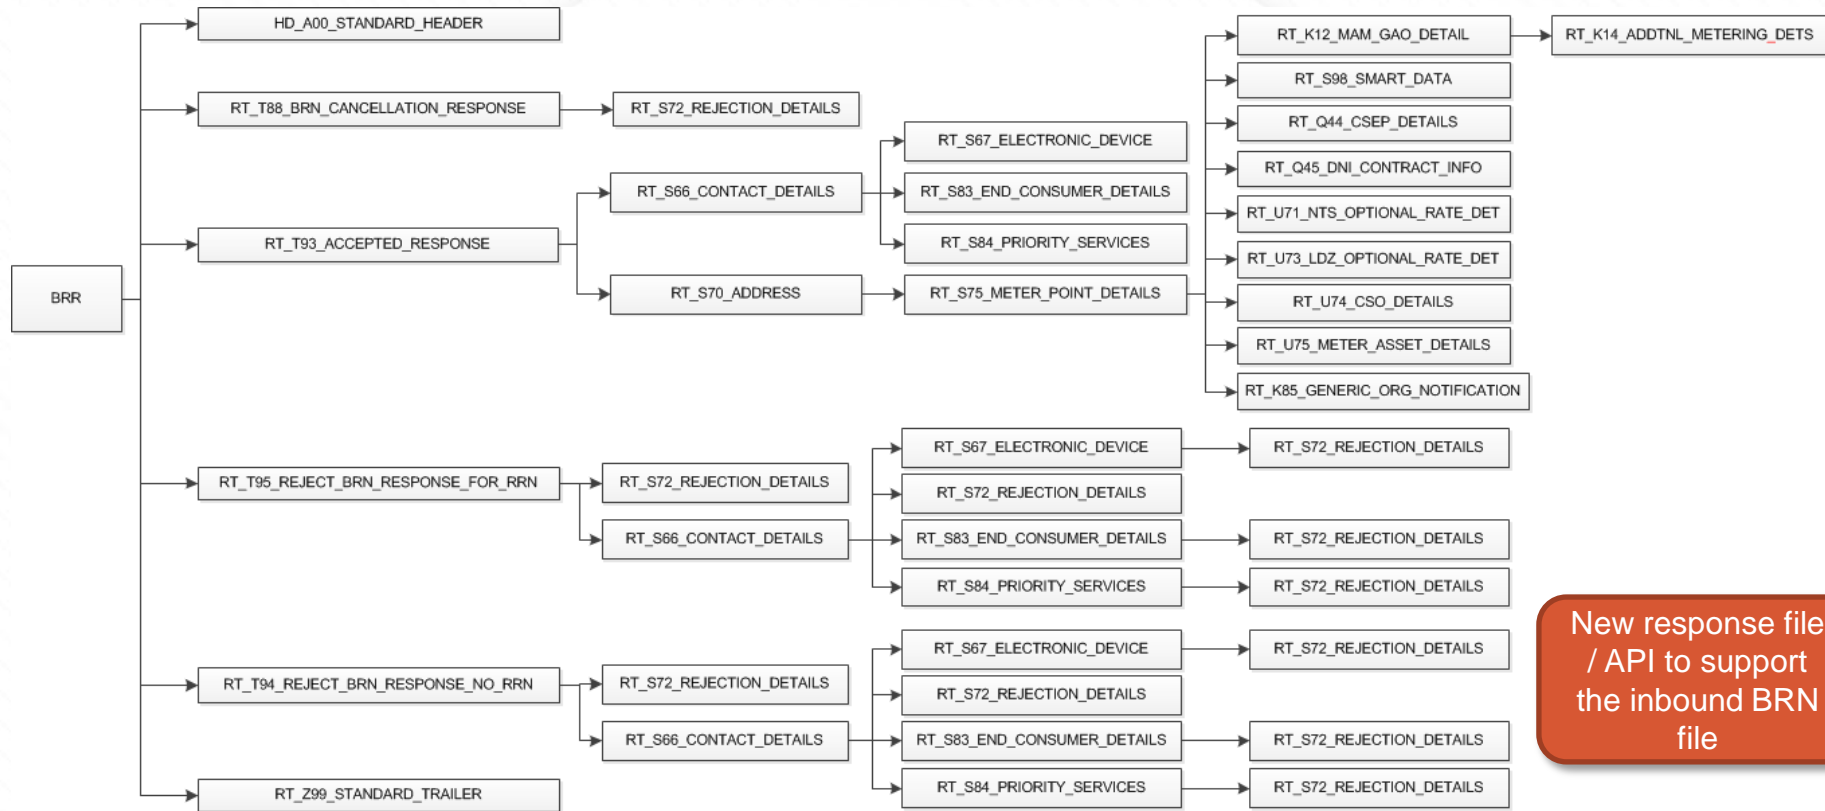 HD_A00_STANDARD_HEADER
RT_K12_MAM_GAO_DETAIL
RT_K14_ADDTNL_METERING_DETS
RT_S98_SMART_DATA
RT_T88_BRN_CANCELLATION_RESPONSE
RT_S72_REJECTION_DETAILS
RT_Q44_CSEP_DETAILS
RT_S67_ELECTRONIC_DEVICE
RT_Q45_DNI_CONTRACT_INFO
RT_S66_CONTACT_DETAILS
RT_S83_END_CONSUMER_DETAILS
RT_U71_NTS_OPTIONAL_RATE_DET
RT_T93_ACCEPTED_RESPONSE
RT_S84_PRIORITY_SERVICES
RT_U73_LDZ_OPTIONAL_RATE_DET
BRR
RT_S70_ADDRESS
RT_S75_METER_POINT_DETAILS
RT_U74_CSO_DETAILS
RT_U75_METER_ASSET_DETAILS
RT_K85_GENERIC_ORG_NOTIFICATION
RT_S67_ELECTRONIC_DEVICE
RT_S72_REJECTION_DETAILS
RT_T95_REJECT_BRN_RESPONSE_FOR_RRN
RT_S72_REJECTION_DETAILS
RT_S72_REJECTION_DETAILS
RT_S66_CONTACT_DETAILS
RT_S83_END_CONSUMER_DETAILS
RT_S72_REJECTION_DETAILS
RT_S84_PRIORITY_SERVICES
RT_S72_REJECTION_DETAILS
New response file
/ API to support
the inbound BRN
file
RT_S67_ELECTRONIC_DEVICE
RT_S72_REJECTION_DETAILS
RT_T94_REJECT_BRN_RESPONSE_NO_RRN
RT_S72_REJECTION_DETAILS
RT_S72_REJECTION_DETAILS
RT_S66_CONTACT_DETAILS
RT_S83_END_CONSUMER_DETAILS
RT_S72_REJECTION_DETAILS
RT_Z99_STANDARD_TRAILER
RT_S84_PRIORITY_SERVICES
RT_S72_REJECTION_DETAILS